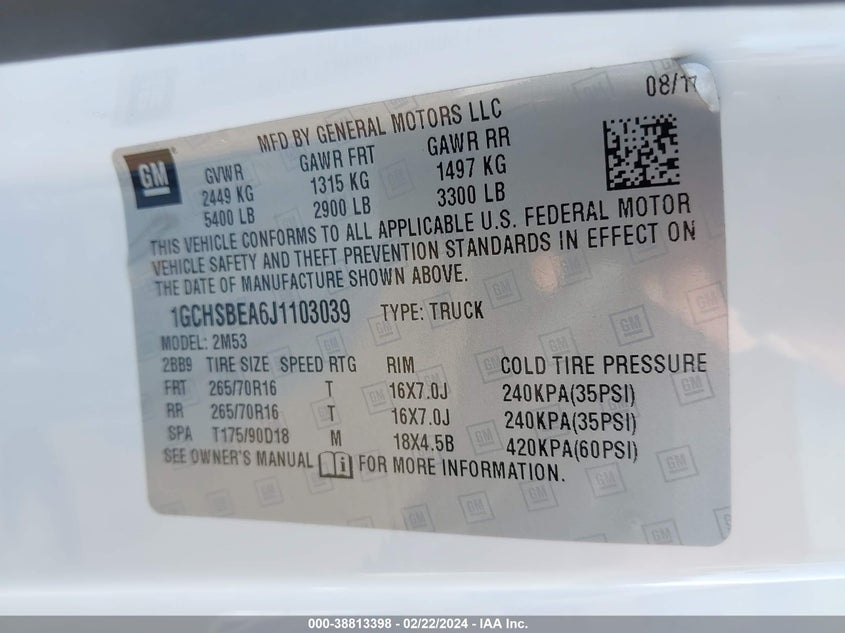 08/17
MFD BY GENERAL MOTORS LLC
GM
GVWR GAWR FRT GAWR RR
2449 KG 1315 KG 1497 KG
5400 LB 2900 LB 3300 LB
THIS VEHICLE CONFORMS TO ALL APPLICABLE U.S. FEDERAL MOTOR
VEHICLE SAFETY AND THEFT PREVENTION STANDARDS IN EFFECT ON
THE DATE OF MANUFACTURE SHOWN ABOVE.
1GCHSBEA6J1103039 TYPE: TRUCK
MODEL: 2M53
2BB9 TIRE SIZE SPEED RTG RIM COLD TIRE PRESSURE
FRT 265/70R16 T 16X7.0J 240KPA(35PSI)
RR 265/70R16 T 16X7.0J 240KPA(35PSI)
SPA T175/90D18 M 18X4.5B 420KPA(60PSI)
SEE OWNER'S MANUAL FOR MORE INFORMATION.
000-38813398 - 02/22/2024 - IAA Inc.